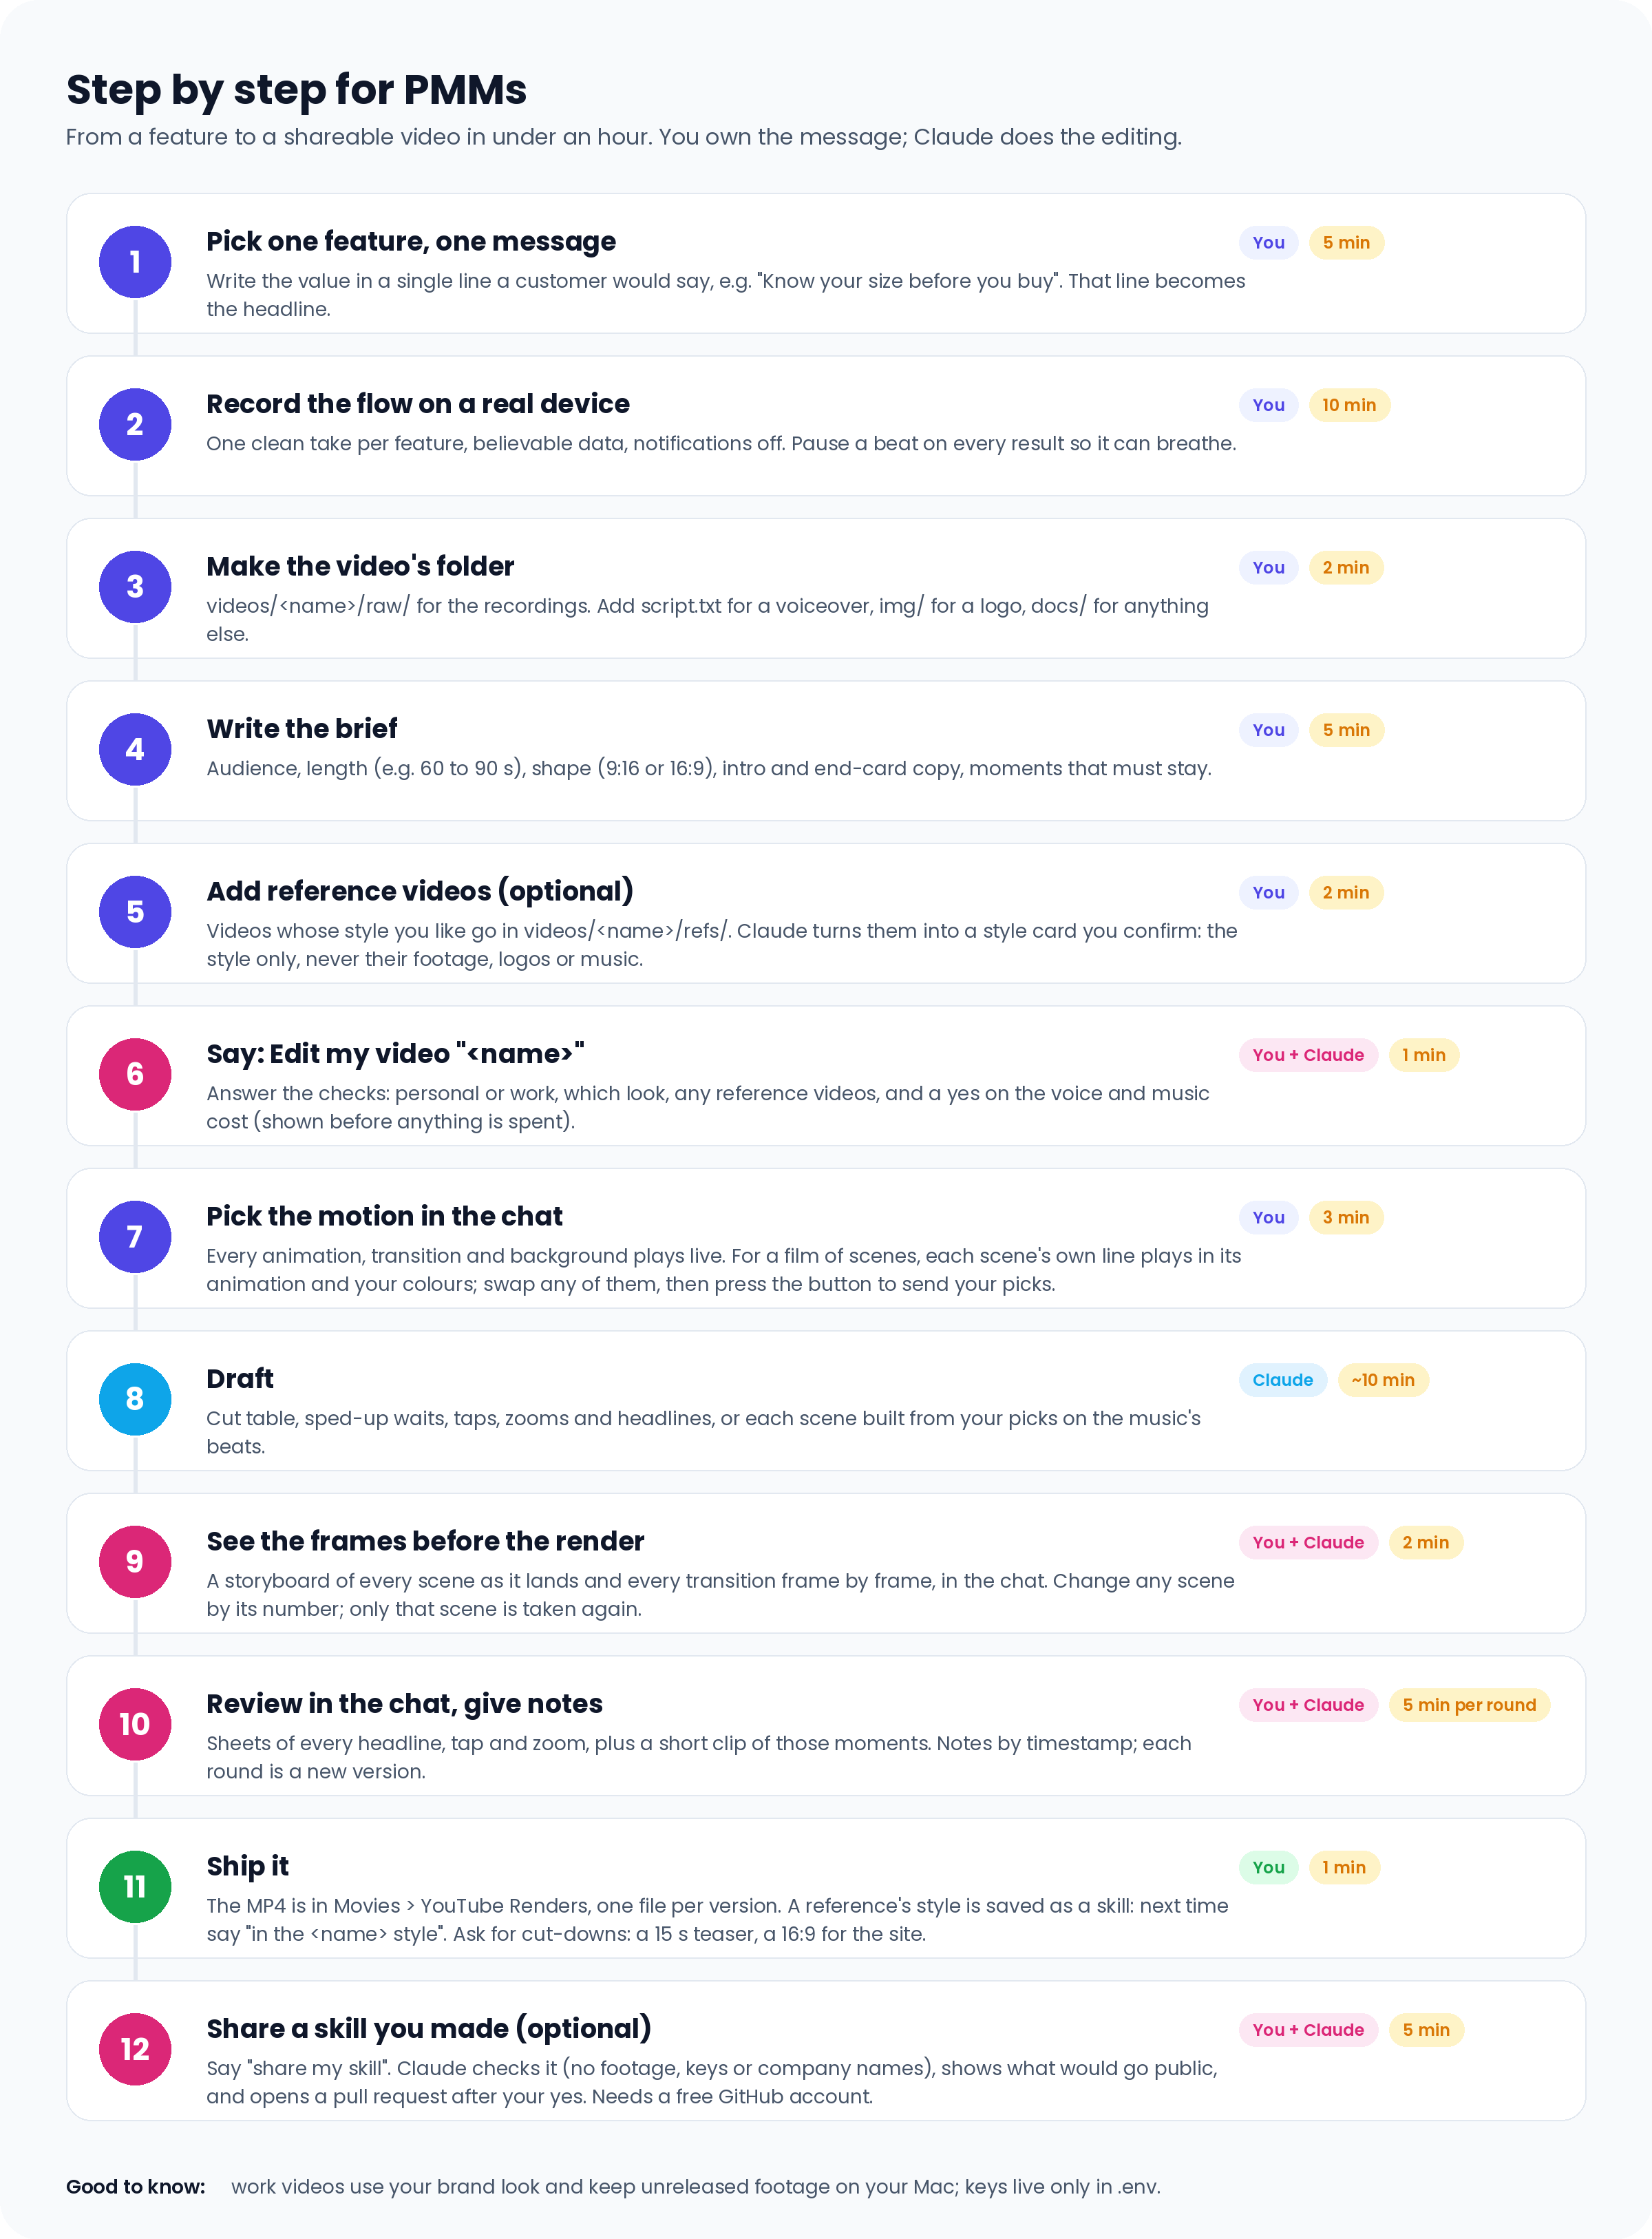 Step by step for PMMs
From a feature to a shareable video in under an hour. You own the message; Claude does the editing.
1
Pick one feature, one message
You
5 min
Write the value in a single line a customer would say, e.g. "Know your size before you buy". That line becomes
the headline.
2
Record the flow on a real device
You
10 min
One clean take per feature, believable data, notifications off. Pause a beat on every result so it can breathe.
3
Make the video's folder
You
2 min
videos/<name>/raw/ for the recordings. Add script.txt for a voiceover, img/ for a logo, docs/ for anything
else.
4
Write the brief
You
5 min
Audience, length (e.g. 60 to 90 s), shape (9:16 or 16:9), intro and end-card copy, moments that must stay.
5
Add reference videos (optional)
You
2 min
Videos whose style you like go in videos/<name>/refs/. Claude turns them into a style card you confirm: the
style only, never their footage, logos or music.
6
Say: Edit my video "<name>"
You + Claude
1 min
Answer the checks: personal or work, which look, any reference videos, and a yes on the voice and music
cost (shown before anything is spent).
7
Pick the motion in the chat
You
3 min
Every animation, transition and background plays live. For a film of scenes, each scene's own line plays in its
animation and your colours; swap any of them, then press the button to send your picks.
8
Draft
Claude
~10 min
Cut table, sped-up waits, taps, zooms and headlines, or each scene built from your picks on the music's
beats.
9
See the frames before the render
You + Claude
2 min
A storyboard of every scene as it lands and every transition frame by frame, in the chat. Change any scene
by its number; only that scene is taken again.
10
Review in the chat, give notes
You + Claude
5 min per round
Sheets of every headline, tap and zoom, plus a short clip of those moments. Notes by timestamp; each
round is a new version.
11
Ship it
You
1 min
The MP4 is in Movies > YouTube Renders, one file per version. A reference's style is saved as a skill: next time
say "in the <name> style". Ask for cut-downs: a 15 s teaser, a 16:9 for the site.
12
Share a skill you made (optional)
You + Claude
5 min
Say "share my skill". Claude checks it (no footage, keys or company names), shows what would go public,
and opens a pull request after your yes. Needs a free GitHub account.
Good to know: work videos use your brand look and keep unreleased footage on your Mac; keys live only in .env.